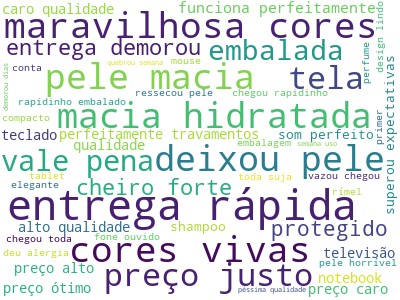 caro qualidade
funciona perfeitamente
maravilhosa cores
design lindo
entrega demorou
embalada
quebrou semana
mouse
perfume
conta
pele macia
tela
demorou dias
ressecou pele
chegou rapidinho
rapidinho embalado
compacto
macia hidratada
primer
superou expectativas
teclado
perfeitamente travamentos
som perfeito
qualidade
embalagem
semana uso
vale pena
deixou pele
tablet
toda suja
vazou chegou
elegante
cheiro forte
rimel
entrega rápida
alto qualidade
shampoo
protegido
chegou toda
fone ouvido
cores vivas
televisão
deu alergia
pele horrível
preço alto
preço justo
notebook
preço ótimo
péssima qualidade
preço caro